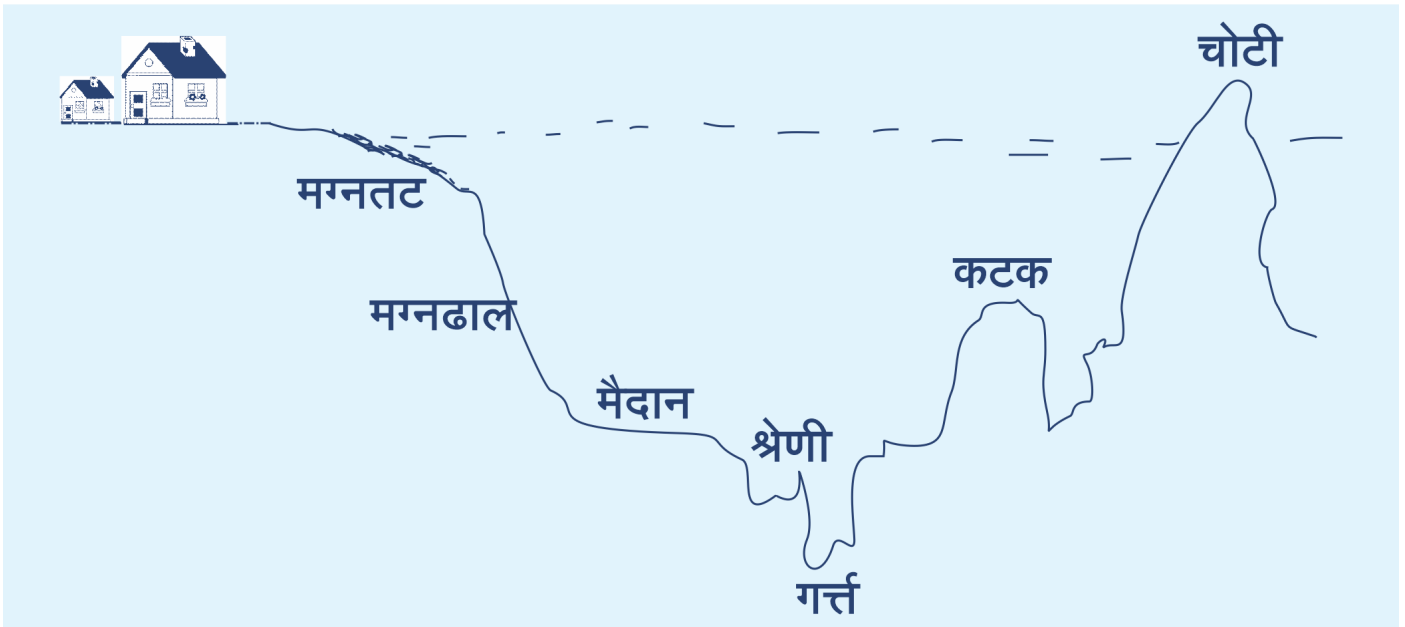 चोटी
मग्नतट
कटक
मग्नढाल
मैदान
श्रेणी
गर्त्त